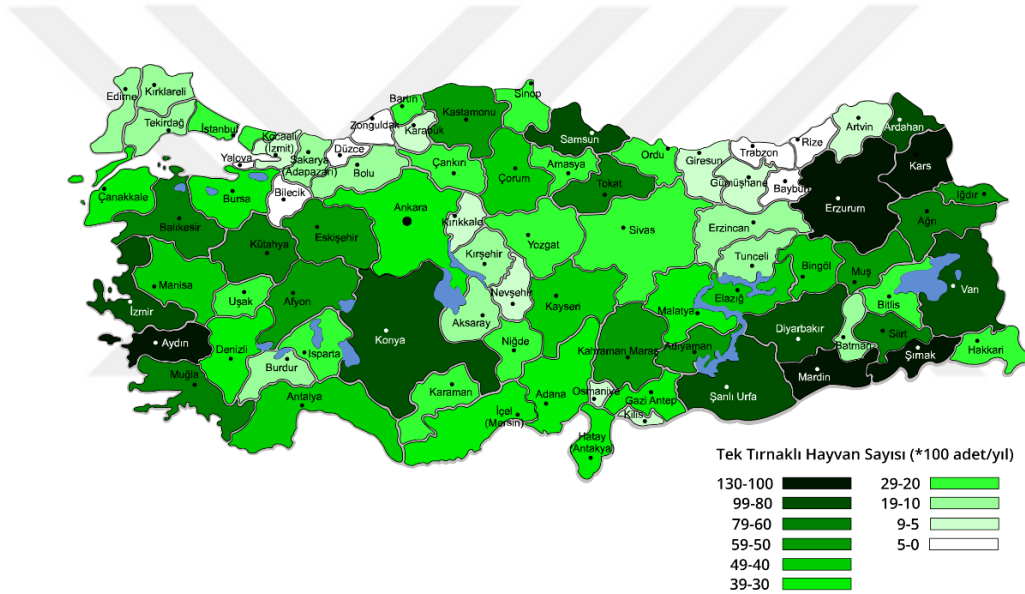 Edirne
Kırklareli
Tekirdağ
İstanbul
Kocaeli
(İzmit)
Yalova
Sakarya
(Adapazarı)
Düzce
Zonguldak
Bartın
Karabük
Kastamonu
Sinop
Samsun
Ordu
Giresun
Trabzon
Rize
Artvin
Ardahan
Kars
Iğdır
Çanakkale
Bursa
Bilecik
Bolu
Çankırı
Çorum
Amasya
Tokat
Gümüşhane
Bayburt
Erzurum
Ağrı
Balıkesir
Kütahya
Eskişehir
Ankara
Kırıkkale
Yozgat
Sivas
Erzincan
Tunceli
Bingöl
Muş
Manisa
Uşak
Afyon
Kırşehir
Nevşehir
Kayseri
Malatya
Elazığ
Bitlis
Van
İzmir
Aydın
Denizli
Isparta
Burdur
Konya
Aksaray
Niğde
Kahraman Maraş
Adıyaman
Diyarbakır
Batman
Siirt
Şırnak
Hakkari
Muğla
Antalya
Karaman
İçel
(Mersin)
Adana
Osmaniye
Gazi Antep
Kilis
Şanlı Urfa
Mardin
Hatay
(Antakya)
Tek Tırnaklı Hayvan Sayısı (*100 adet/yıl)
130-100
99-80
79-60
59-50
49-40
39-30
29-20
19-10
9-5
5-0